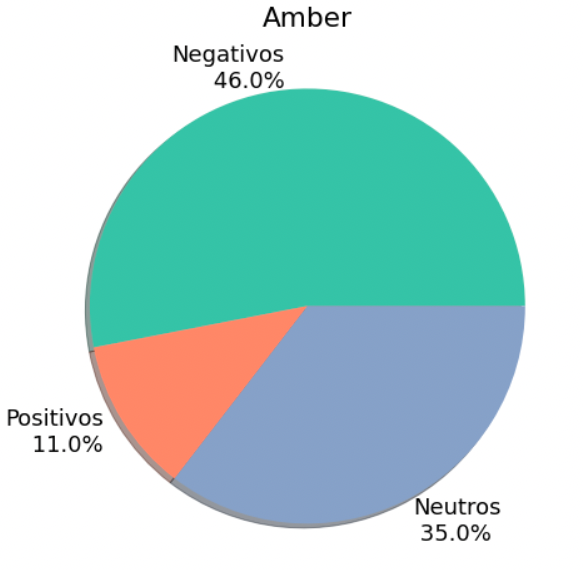 Amber
Negativos
46.0%
Positivos
11.0%
Neutros
35.0%